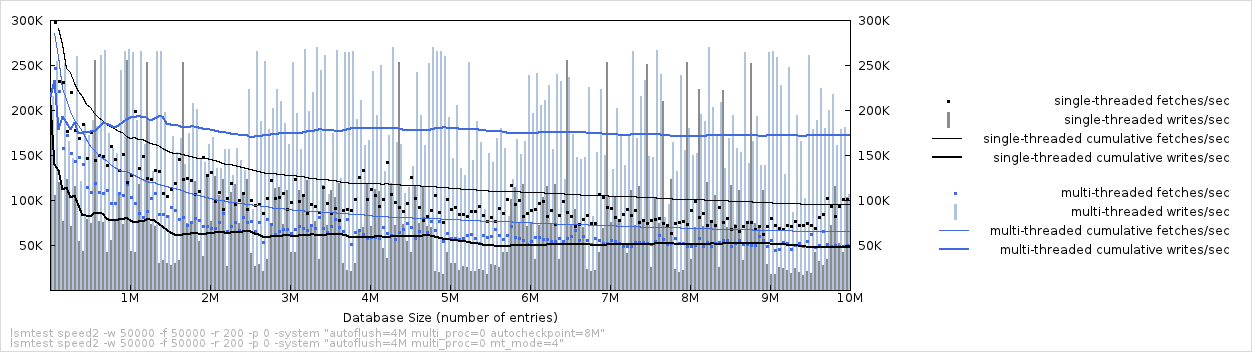 300K
250K
200K
150K
100K
50K
300K
250K
200K
150K
100K
50K
1M 2M 3M 4M 5M 6M 7M 8M 9M 10M
Database Size (number of entries)
single-threaded fetches/sec
single-threaded writes/sec
single-threaded cumulative fetches/sec
single-threaded cumulative writes/sec
multi-threaded fetches/sec
multi-threaded writes/sec
multi-threaded cumulative fetches/sec
multi-threaded cumulative writes/sec
lsmtest speed2 -w 50000 -f 50000 -r 200 -p 0 -system "autoflush=4M multi_proc=0 autocheckpoint=8M"
lsmtest speed2 -w 50000 -f 50000 -r 200 -p 0 -system "autoflush=4M multi_proc=0 mt_mode=4"